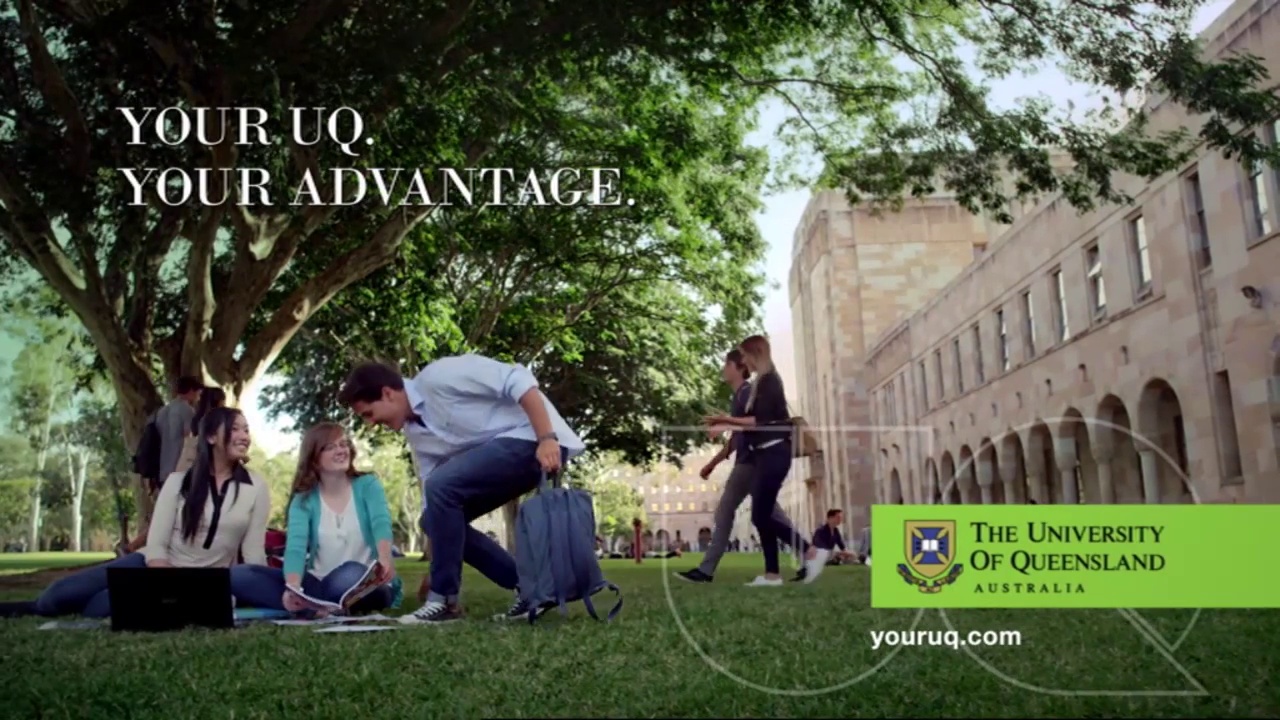 YOUR UQ.
YOUR ADVANTAGE.
THE UNIVERSITY
OF QUEENSLAND
AUSTRALIA
youruq.com